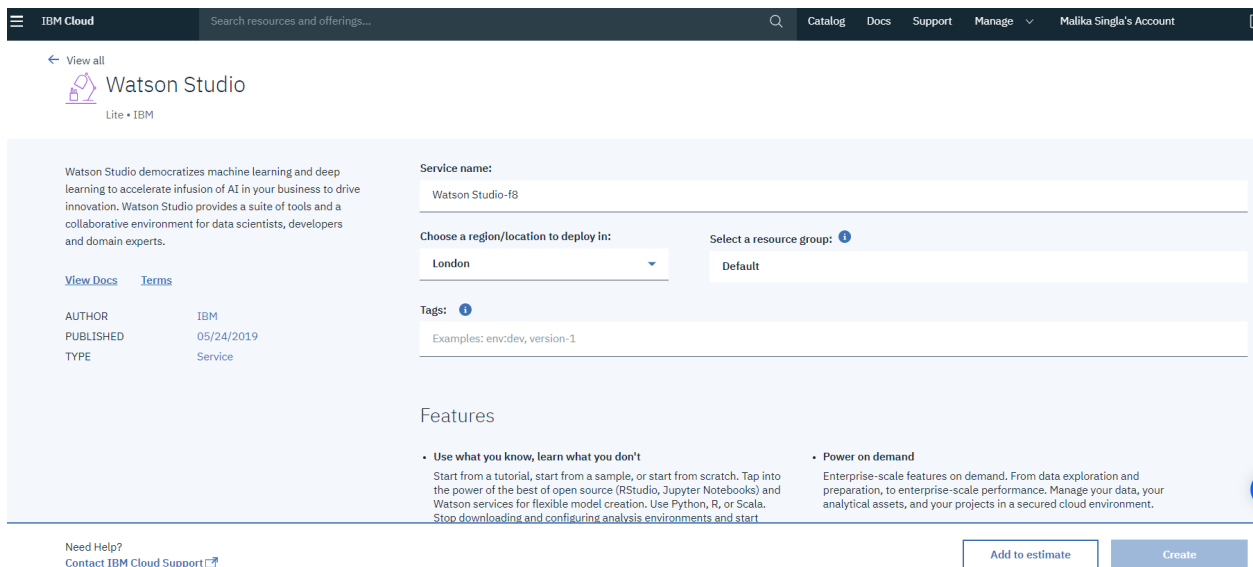 IBM Cloud
Search resources and offerings...
Catalog
Docs
Support
Manage
Malika Singla's Account
← View all
Watson Studio
Lite • IBM
Watson Studio democratizes machine learning and deep
learning to accelerate infusion of AI in your business to drive
innovation. Watson Studio provides a suite of tools and a
collaborative environment for data scientists, developers
and domain experts.
View Docs
Terms
AUTHOR IBM
PUBLISHED 05/24/2019
TYPE Service
Service name:
Watson Studio-f8
Choose a region/location to deploy in:
London
Select a resource group:
Default
Tags:
Examples: env:dev, version-1
Features
• Use what you know, learn what you don't
Start from a tutorial, start from a sample, or start from scratch. Tap into
the power of the best of open source (RStudio, Jupyter Notebooks) and
Watson services for flexible model creation. Use Python, R, or Scala.
Stop downloading and configuring analysis environments and start
• Power on demand
Enterprise-scale features on demand. From data exploration and
preparation, to enterprise-scale performance. Manage your data, your
analytical assets, and your projects in a secured cloud environment.
Need Help?
Contact IBM Cloud Support
Add to estimate
Create